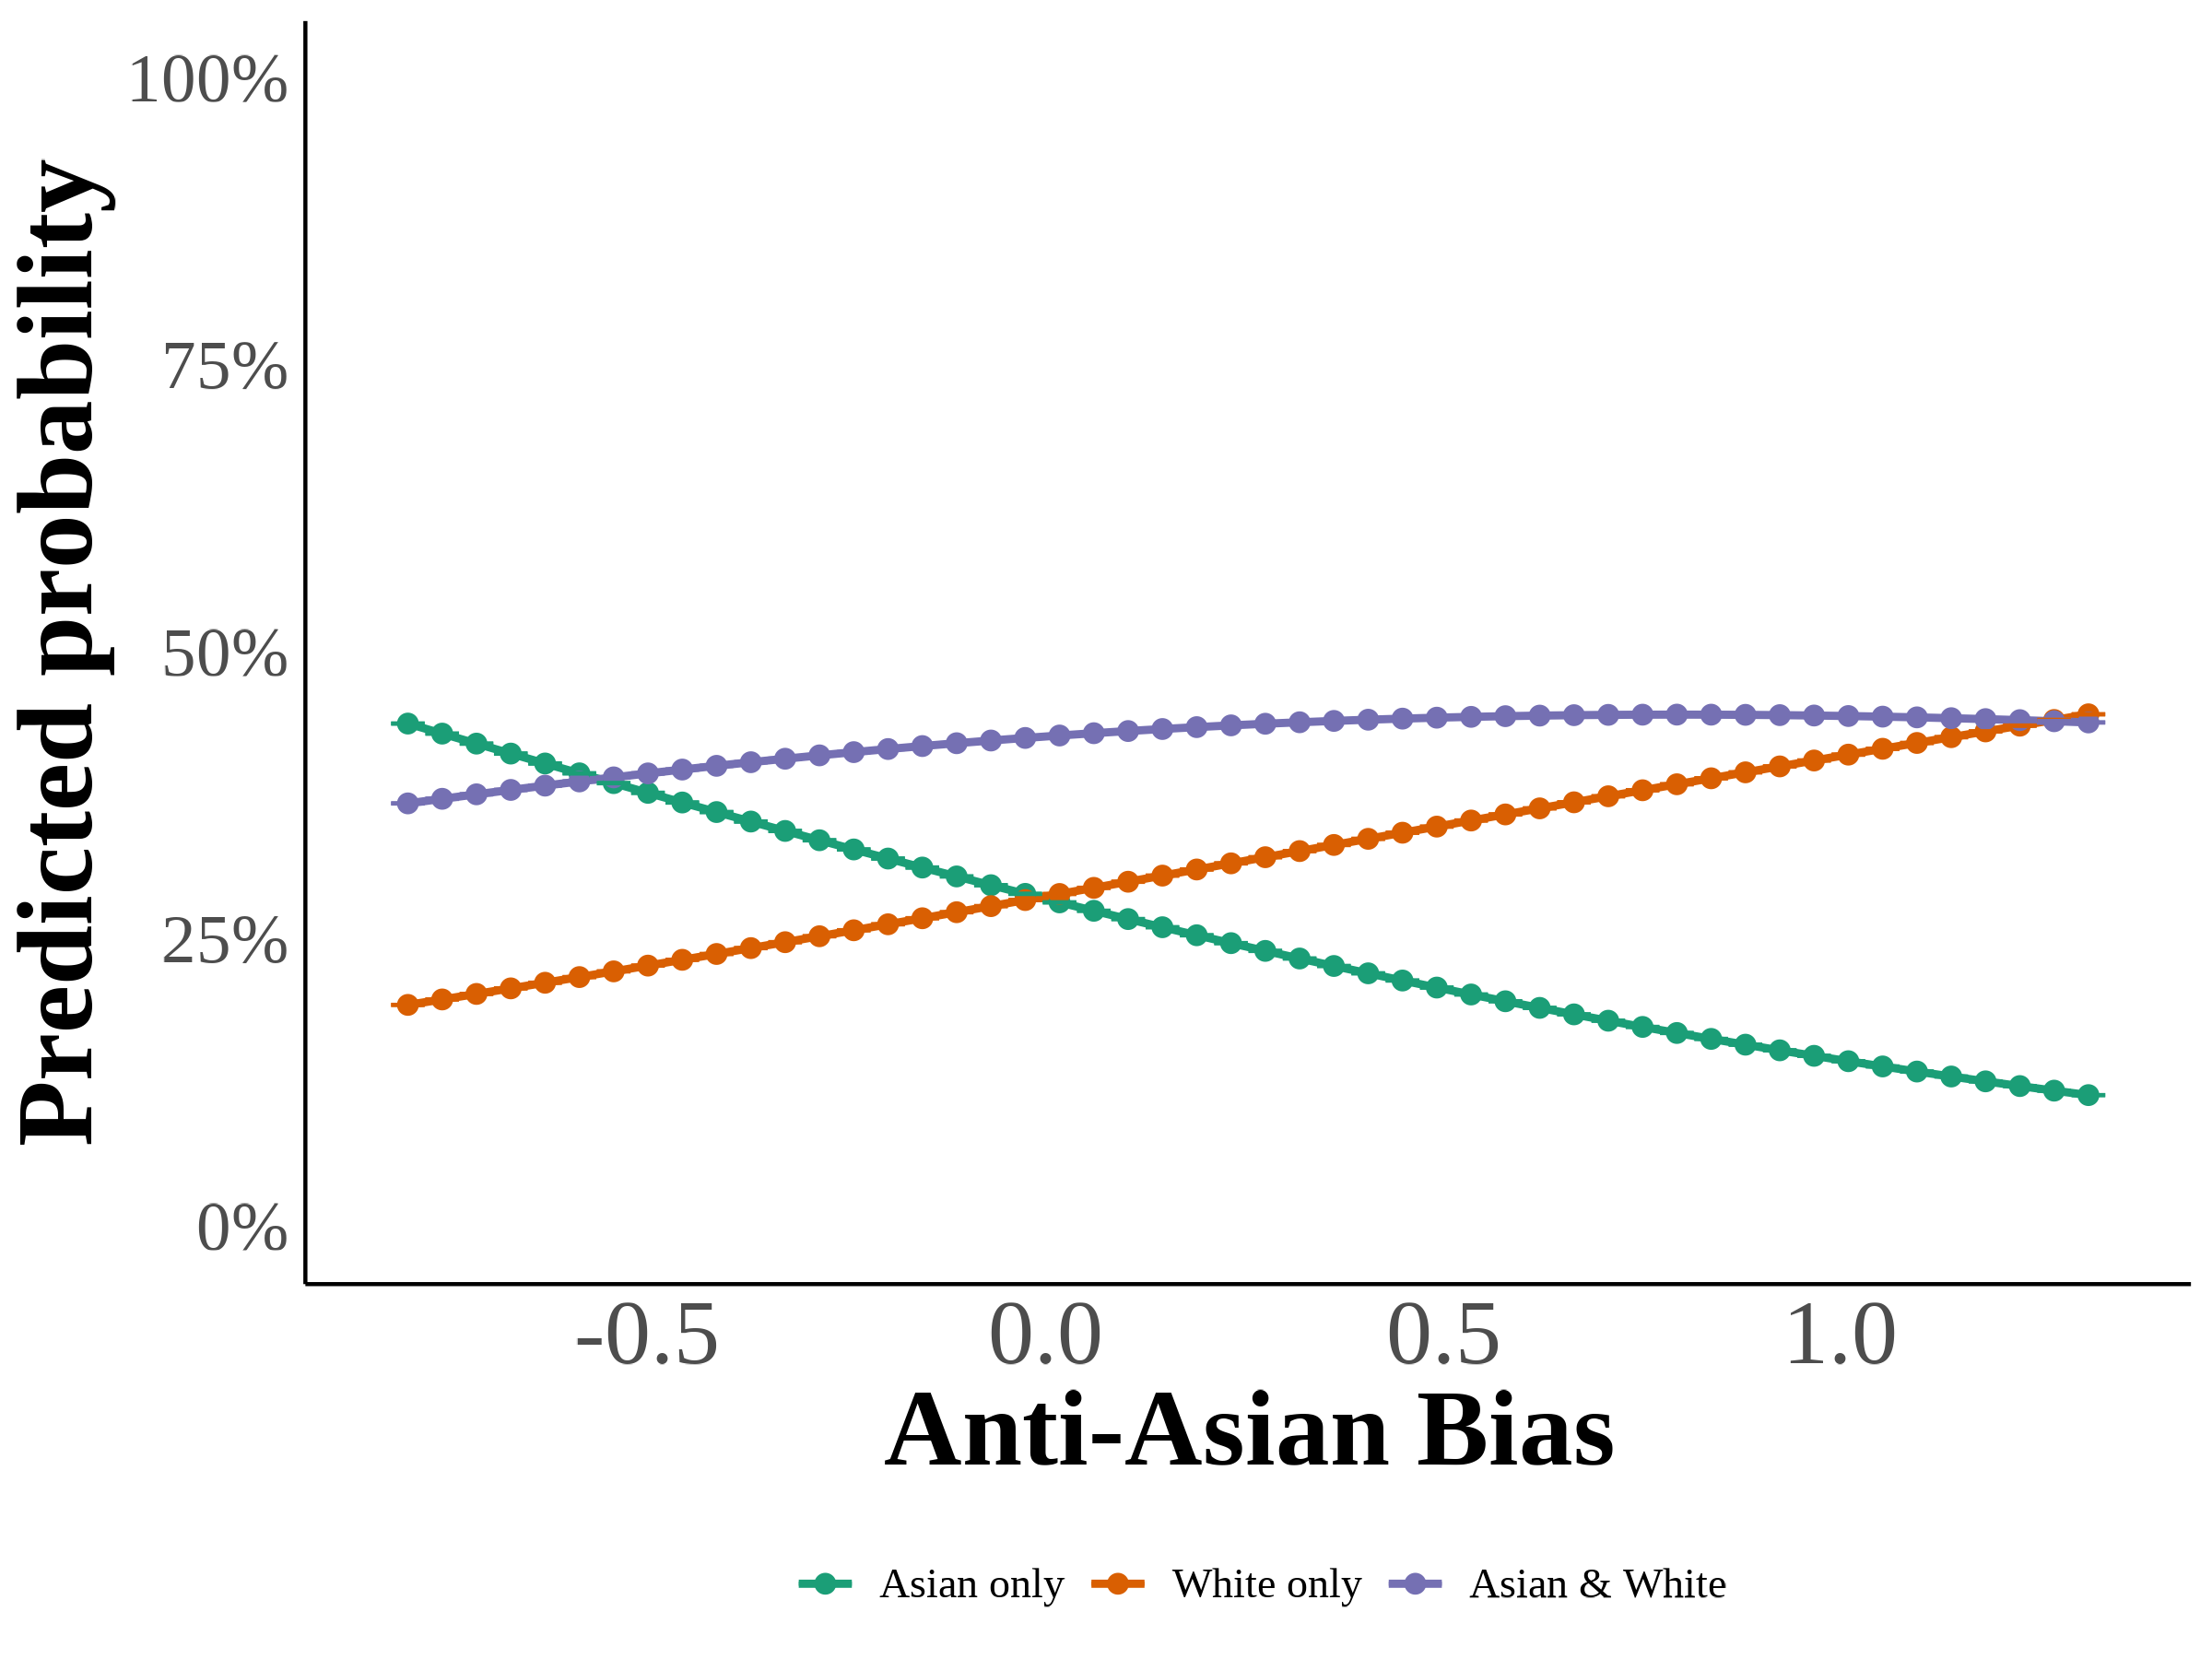 Predicted probability
100%
75%
50%
25%
0%
-0.5 0.0 0.5 1.0
Anti-Asian Bias
Asian only White only Asian & White